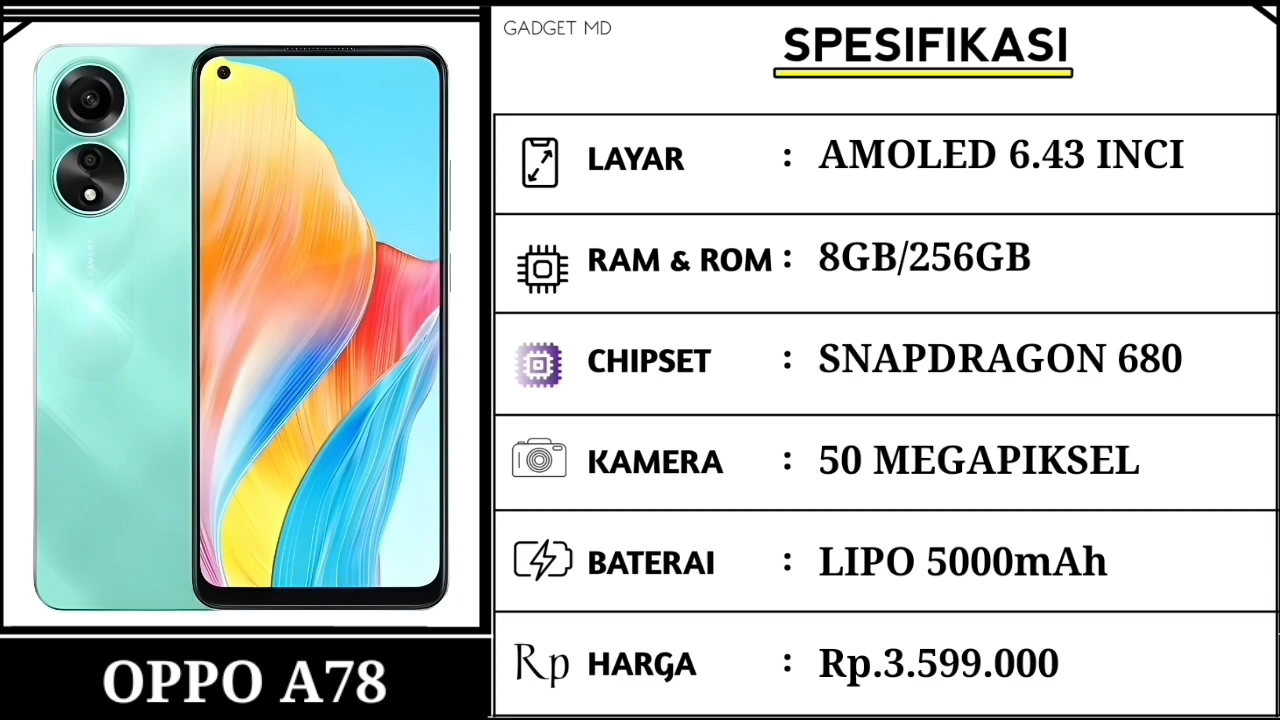 GADGET MD
SPESIFIKASI
LAYAR : AMOLED 6.43 INCI
RAM & ROM : 8GB/256GB
CHIPSET : SNAPDRAGON 680
KAMERA : 50 MEGAPIKSEL
BATERAI : LIPO 5000mAh
Rp HARGA : Rp.3.599.000
OPPO A78